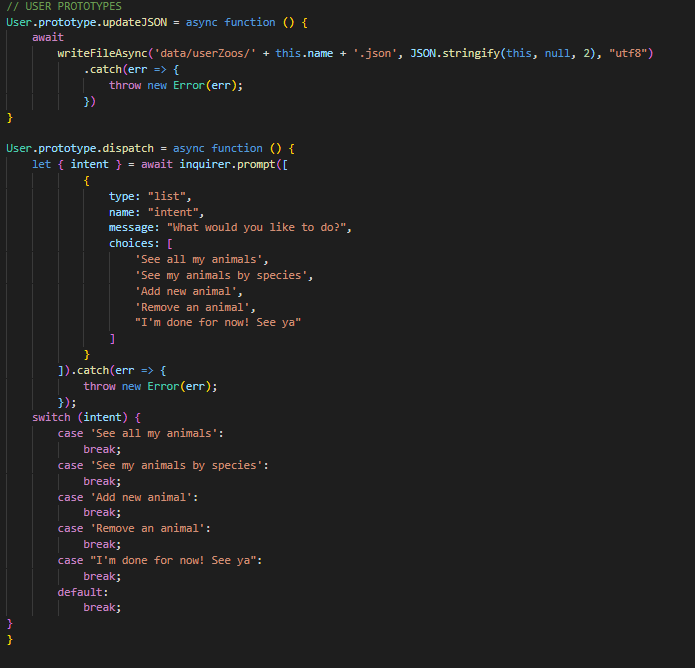 // USER PROTOTYPES
User.prototype.updateJSON = async function () {
    await
        writeFileAsync('data/userZoos/' + this.name + '.json', JSON.stringify(this, null, 2), "utf8")
            .catch(err => {
                throw new Error(err);
            })
}

User.prototype.dispatch = async function () {
    let { intent } = await inquirer.prompt([
            {
                type: "list",
                name: "intent",
                message: "What would you like to do?",
                choices: [
                    'See all my animals',
                    'See my animals by species',
                    'Add new animal',
                    'Remove an animal',
                    "I'm done for now! See ya"
                ]
            }
        ]).catch(err => {
            throw new Error(err);
        });
    switch (intent) {
        case 'See all my animals':
            break;
        case 'See my animals by species':
            break;
        case 'Add new animal':
            break;
        case 'Remove an animal':
            break;
        case "I'm done for now! See ya":
            break;
        default:
            break;
}
}